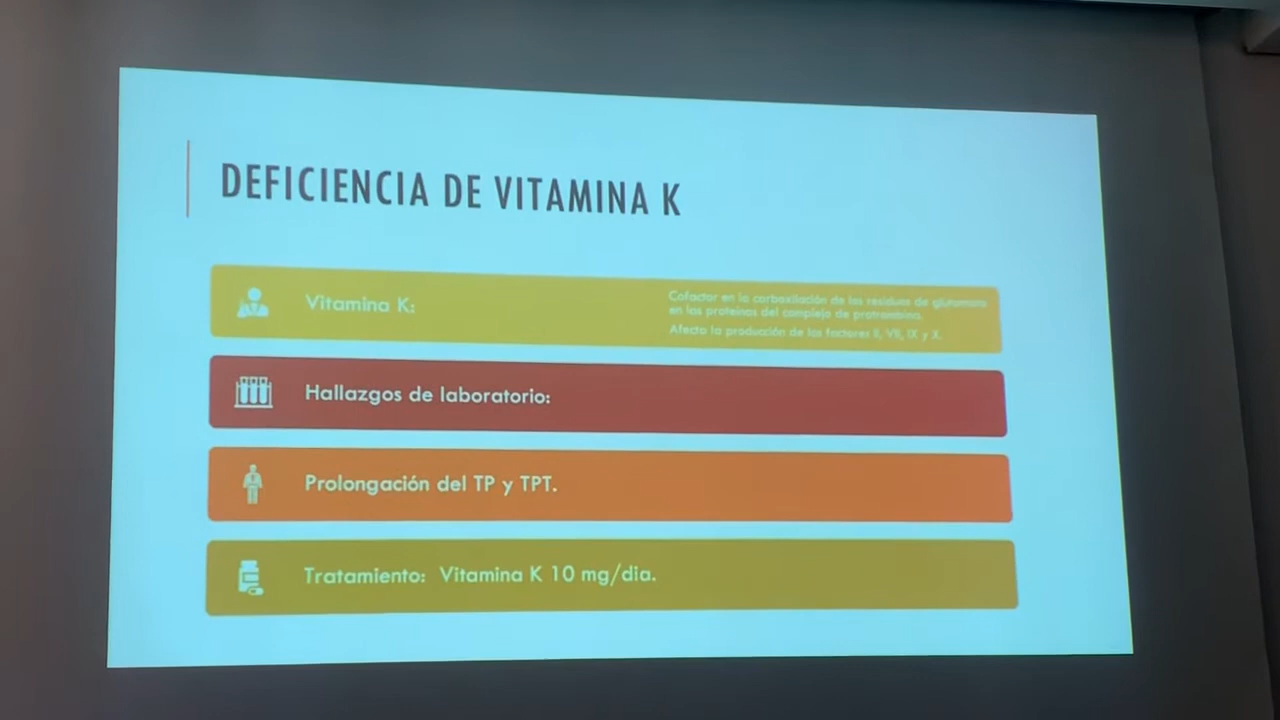 DEFICIENCIA DE VITAMINA K
Vitamina K:
Cofactor en la carboxilación de los residuos de glutamato
en las proteínas del complejo de protrombina.
Afecta la producción de los factores II, VII, IX y X.
Hallazgos de laboratorio:
Prolongación del TP y TPT.
Tratamiento: Vitamina K 10 mg/dia.